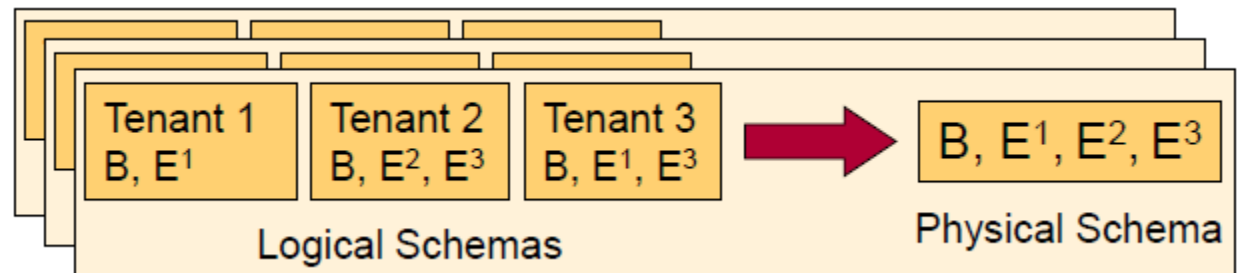 Tenant 1
B, E¹
Tenant 2
B, E², E³
Tenant 3
B, E¹, E³
B, E¹, E², E³
Logical Schemas
Physical Schema